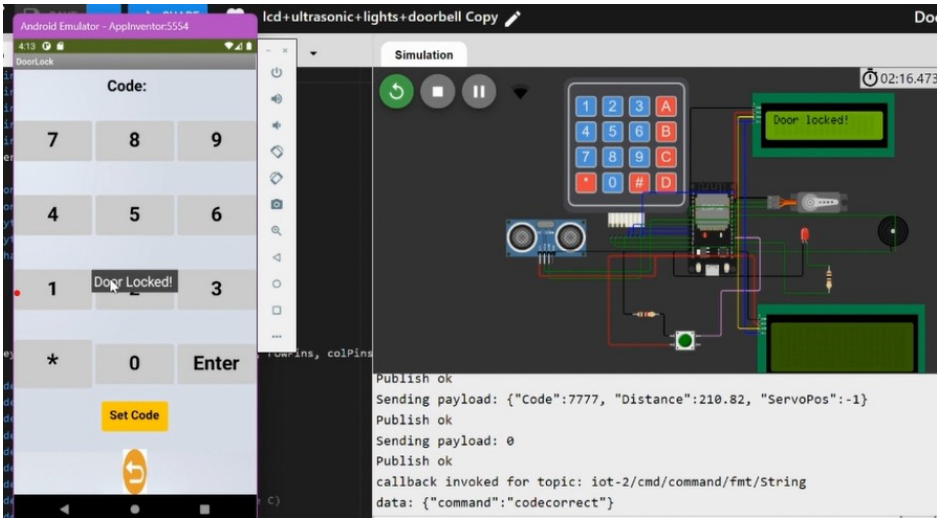 SHARE
lcd+ultrasonic+lights+doorbell Copy
Android Emulator - AppInventor:5554
4:13
DoorLock
Code:
7 8 9
4 5 6
1 2 3
Door Locked!
* 0 Enter
Set Code
rowPins, colPins
C)
Simulation
02:16.473
1 2 3 A
4 5 6 B
7 8 9 C
* 0 # D
Door locked!
Publish ok
Sending payload: {"Code":7777, "Distance":210.82, "ServoPos":-1}
Publish ok
Sending payload: 0
Publish ok
callback invoked for topic: iot-2/cmd/command/fmt/String
data: {"command":"codecorrect"}